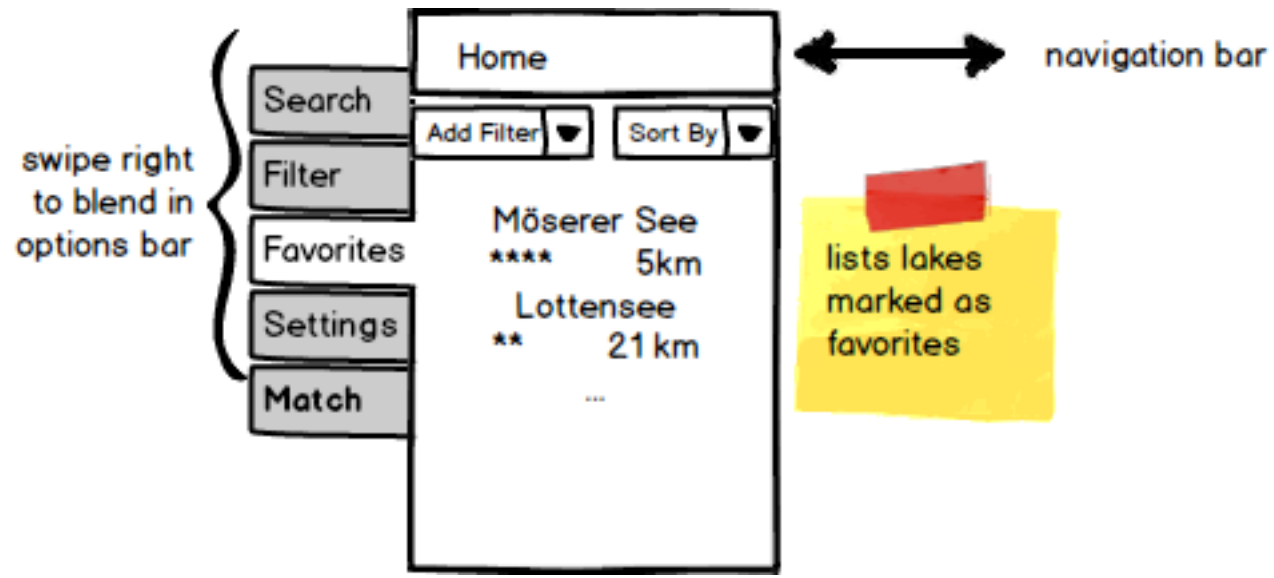 Home
navigation bar
Search
Filter
Favorites
Settings
Match
swipe right
to blend in
options bar
Add Filter
Sort By
Möserer See
**** 5km
Lottensee
** 21 km
...
lists lakes
marked as
favorites